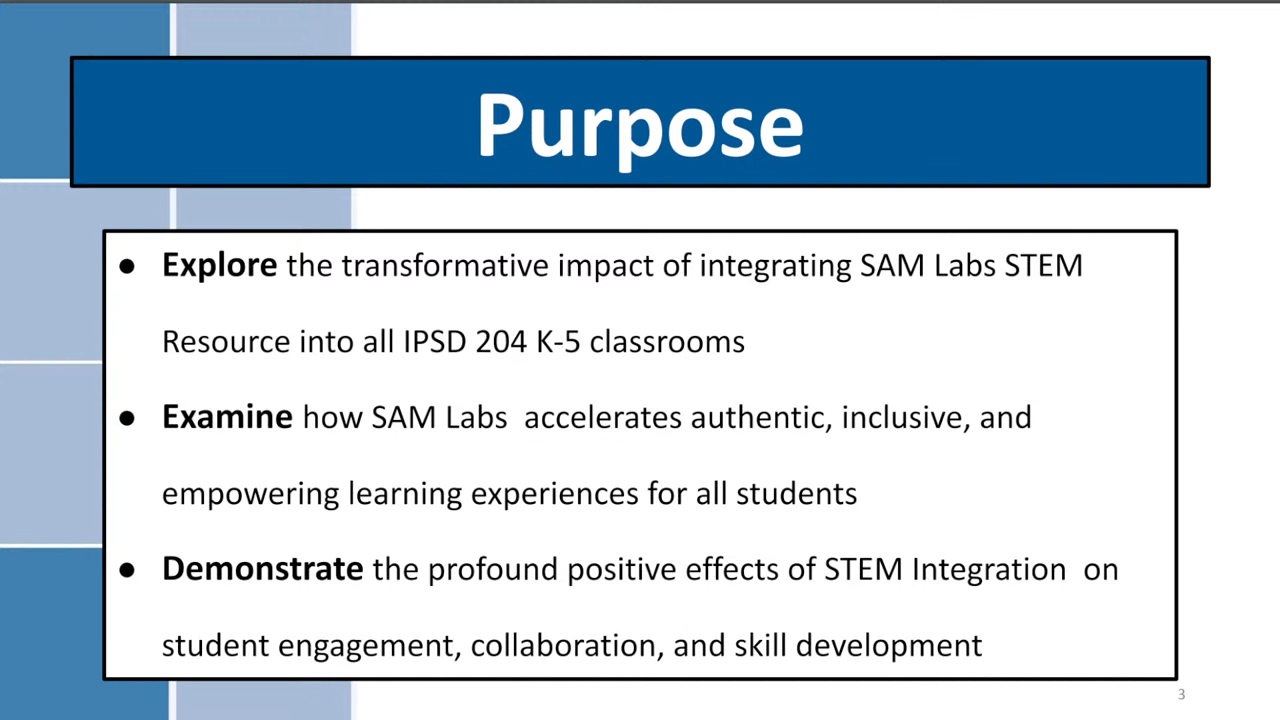 Purpose
● Explore the transformative impact of integrating SAM Labs STEM
Resource into all IPSD 204 K-5 classrooms
● Examine how SAM Labs  accelerates authentic, inclusive, and
empowering learning experiences for all students
● Demonstrate the profound positive effects of STEM Integration  on
student engagement, collaboration, and skill development
3